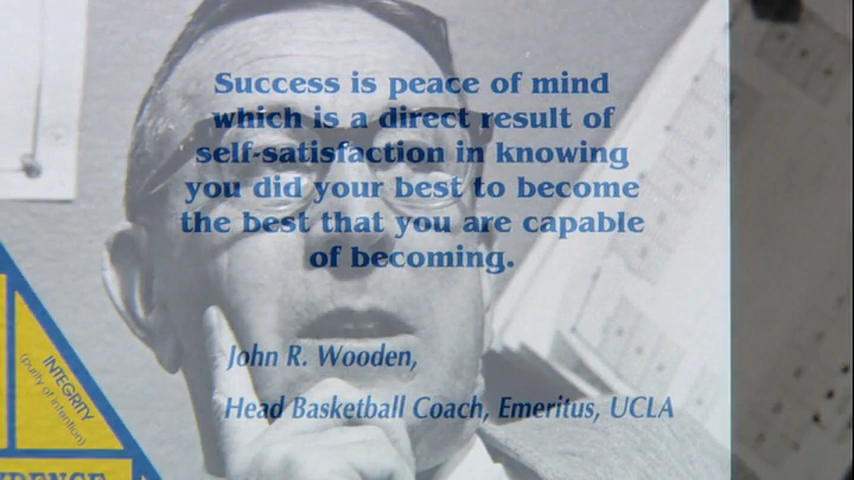 Success is peace of mind
which is a direct result of
self-satisfaction in knowing
you did your best to become
the best that you are capable
of becoming.
John R. Wooden,
Head Basketball Coach, Emeritus, UCLA
INTEGRITY
(purity of intention)